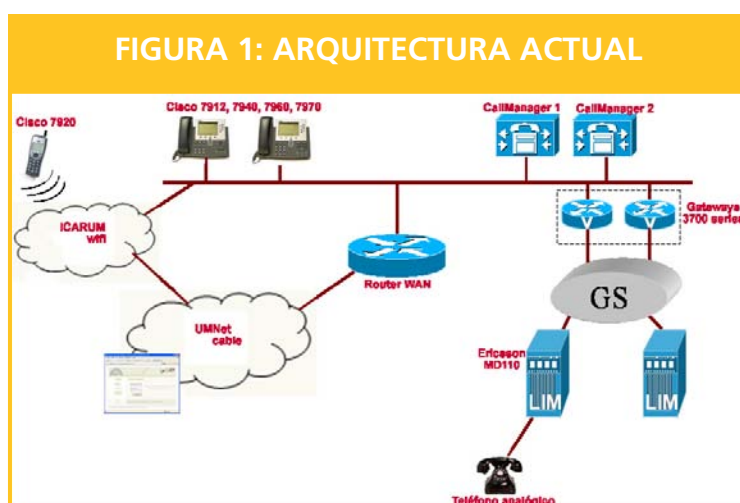 FIGURA 1: ARQUITECTURA ACTUAL
Cisco 7920
Cisco 7912, 7940, 7960, 7970
CallManager 1
CallManager 2
ICARUM
wifi
Gateways
3700 series
Router WAN
UMNet
cable
GS
Ericsson
MD110
LIM
LIM
Teléfono analógico